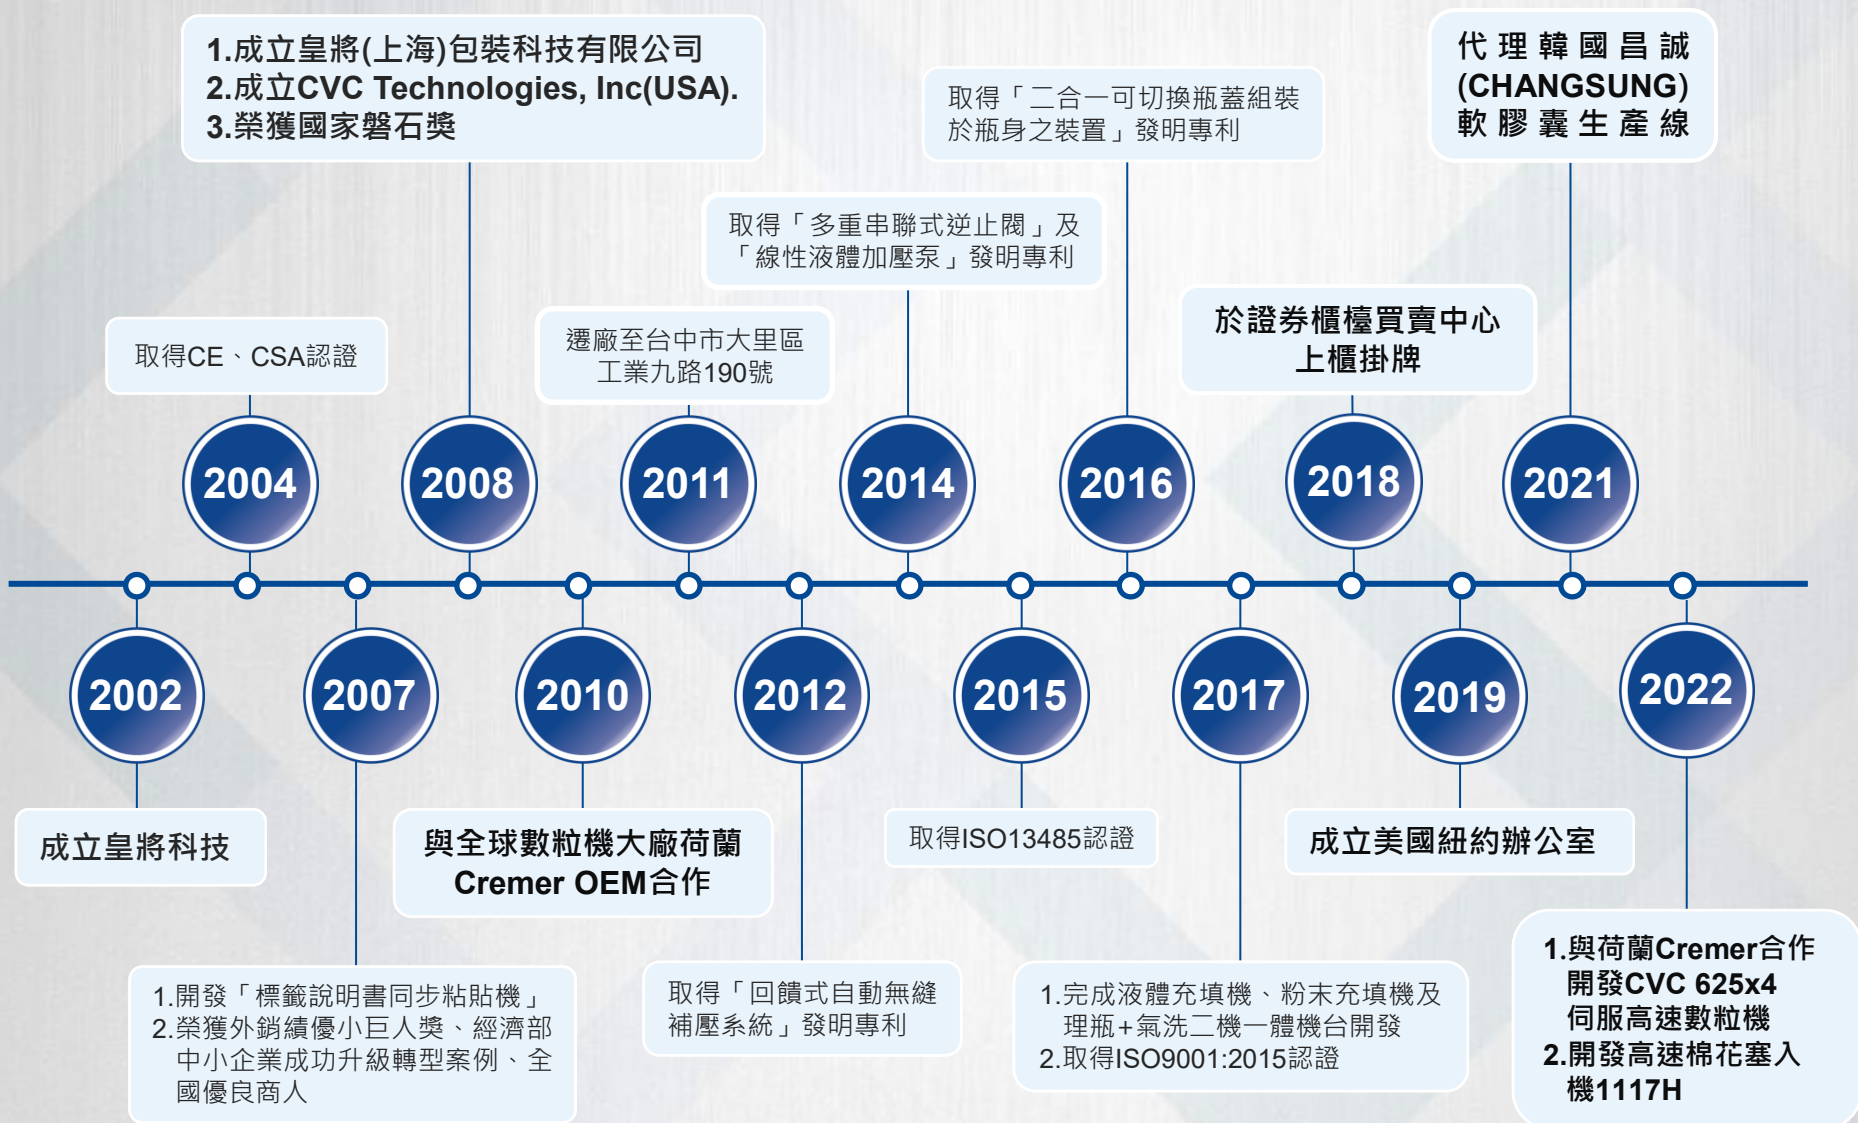 1.成立皇將(上海)包裝科技有限公司
2.成立CVC Technologies, Inc(USA).
3.榮獲國家磐石獎
取得「二合一可切換瓶蓋組裝
於瓶身之裝置」發明專利
代理韓國昌誠
(CHANGSUNG)
軟膠囊生產線
取得「多重串聯式逆止閥」及
「線性液體加壓泵」發明專利
取得CE、CSA認證
遷廠至台中市大里區
工業九路190號
於證券櫃檯買賣中心
上櫃掛牌
2004
2008
2011
2014
2016
2018
2021
2002
2007
2010
2012
2015
2017
2019
2022
成立皇將科技
與全球數粒機大廠荷蘭
Cremer OEM合作
取得ISO13485認證
成立美國紐約辦公室
1.開發「標籤說明書同步粘貼機」
2.榮獲外銷績優小巨人獎、經濟部
中小企業成功升級轉型案例、全
國優良商人
取得「回饋式自動無縫
補壓系統」發明專利
1.完成液體充填機、粉末充填機及
理瓶+氣洗二機一體機台開發
2.取得ISO9001:2015認證
1.與荷蘭Cremer合作
開發CVC 625x4
伺服高速數粒機
2.開發高速棉花塞入
機1117H